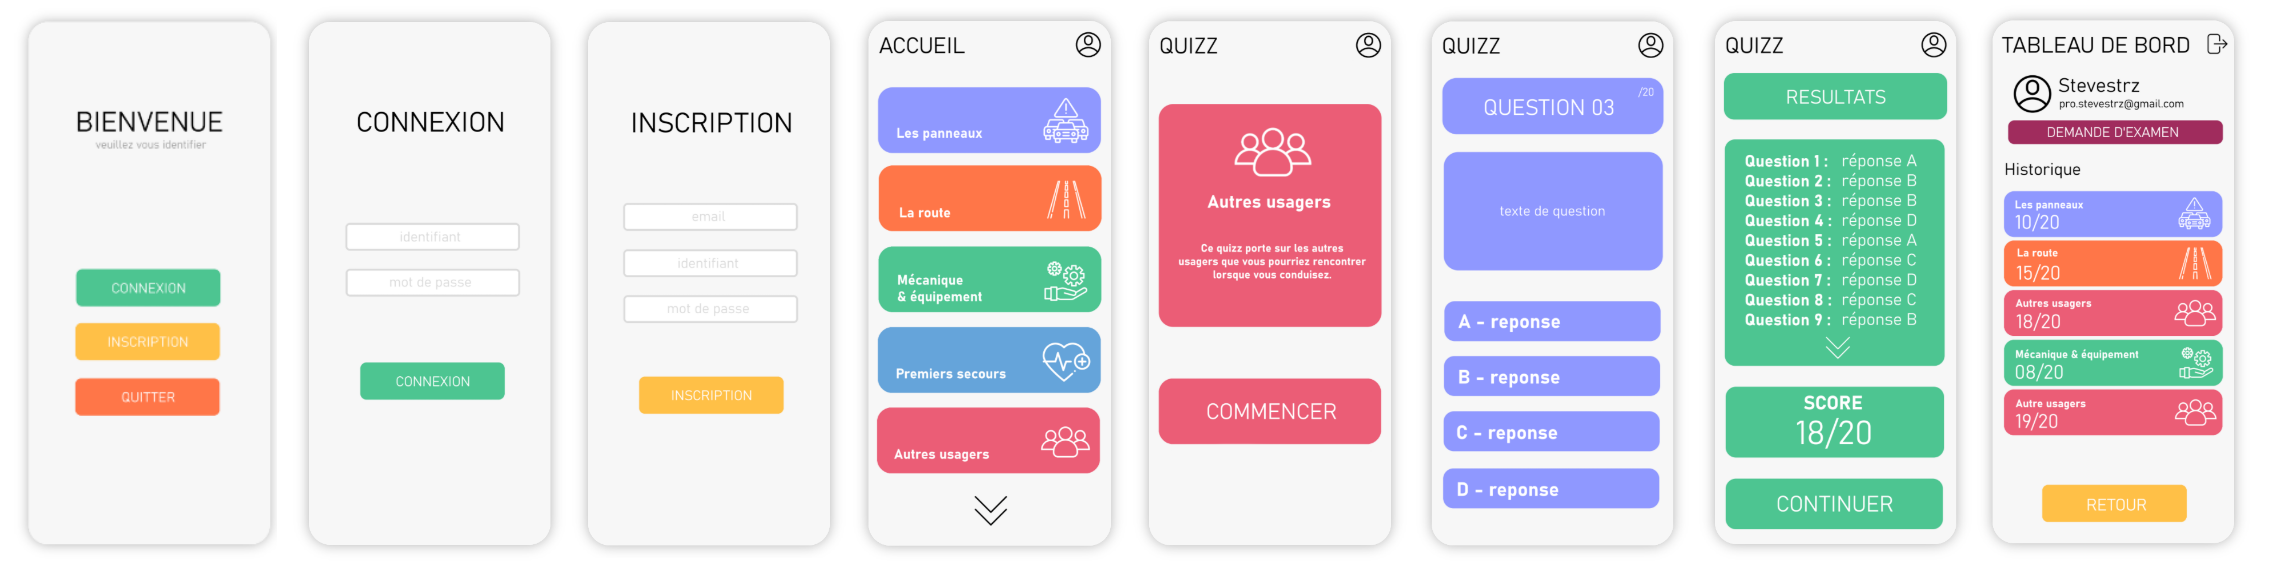 BIENVENUE
veuillez vous identifier
CONNEXION
INSCRIPTION
QUITTER
CONNEXION
identifiant
mot de passe
CONNEXION
INSCRIPTION
email
identifiant
mot de passe
INSCRIPTION
ACCUEIL
Les panneaux
La route
Mécanique
& équipement
Premiers secours
Autres usagers
QUIZZ
Autres usagers
Ce quizz porte sur les autres
usagers que vous pourriez rencontrer
lorsque vous conduisez.
COMMENCER
QUIZZ
QUESTION 03 /20
texte de question
A - reponse
B - reponse
C - reponse
D - reponse
QUIZZ
RESULTATS
Question 1 : réponse A
Question 2 : réponse B
Question 3 : réponse B
Question 4 : réponse D
Question 5 : réponse A
Question 6 : réponse C
Question 7 : réponse D
Question 8 : réponse C
Question 9 : réponse B
SCORE
18/20
CONTINUER
TABLEAU DE BORD
Stevestrz
pro.stevestrz@gmail.com
DEMANDE D'EXAMEN
Historique
Les panneaux
10/20
La route
15/20
Autres usagers
18/20
Mécanique & équipement
08/20
Autre usagers
19/20
RETOUR